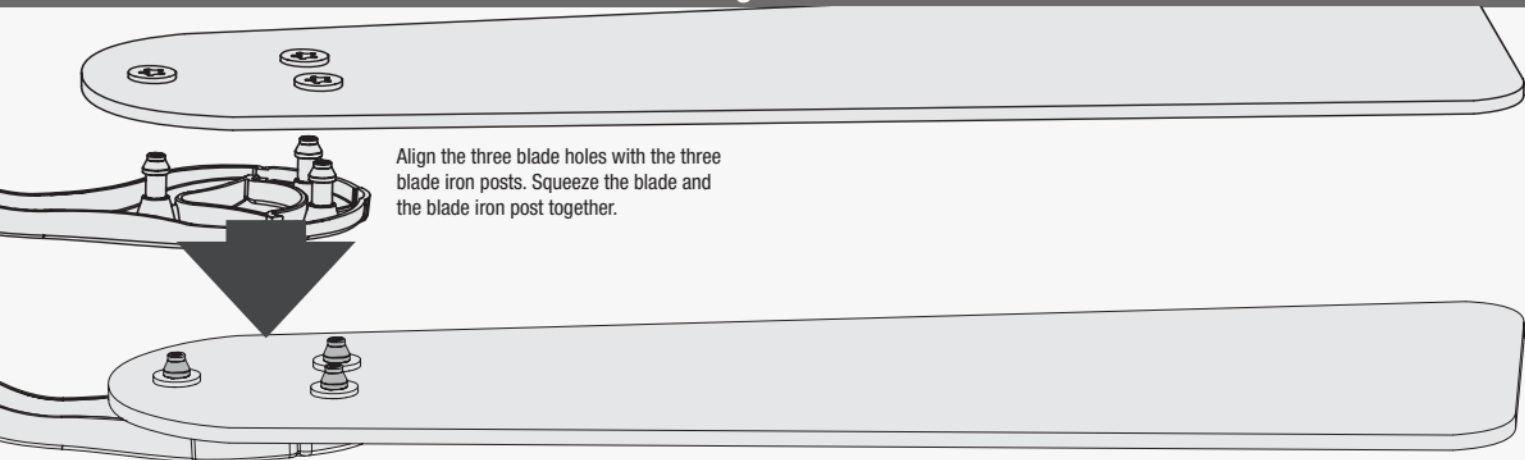 Align the three blade holes with the three
blade iron posts. Squeeze the blade and
the blade iron post together.